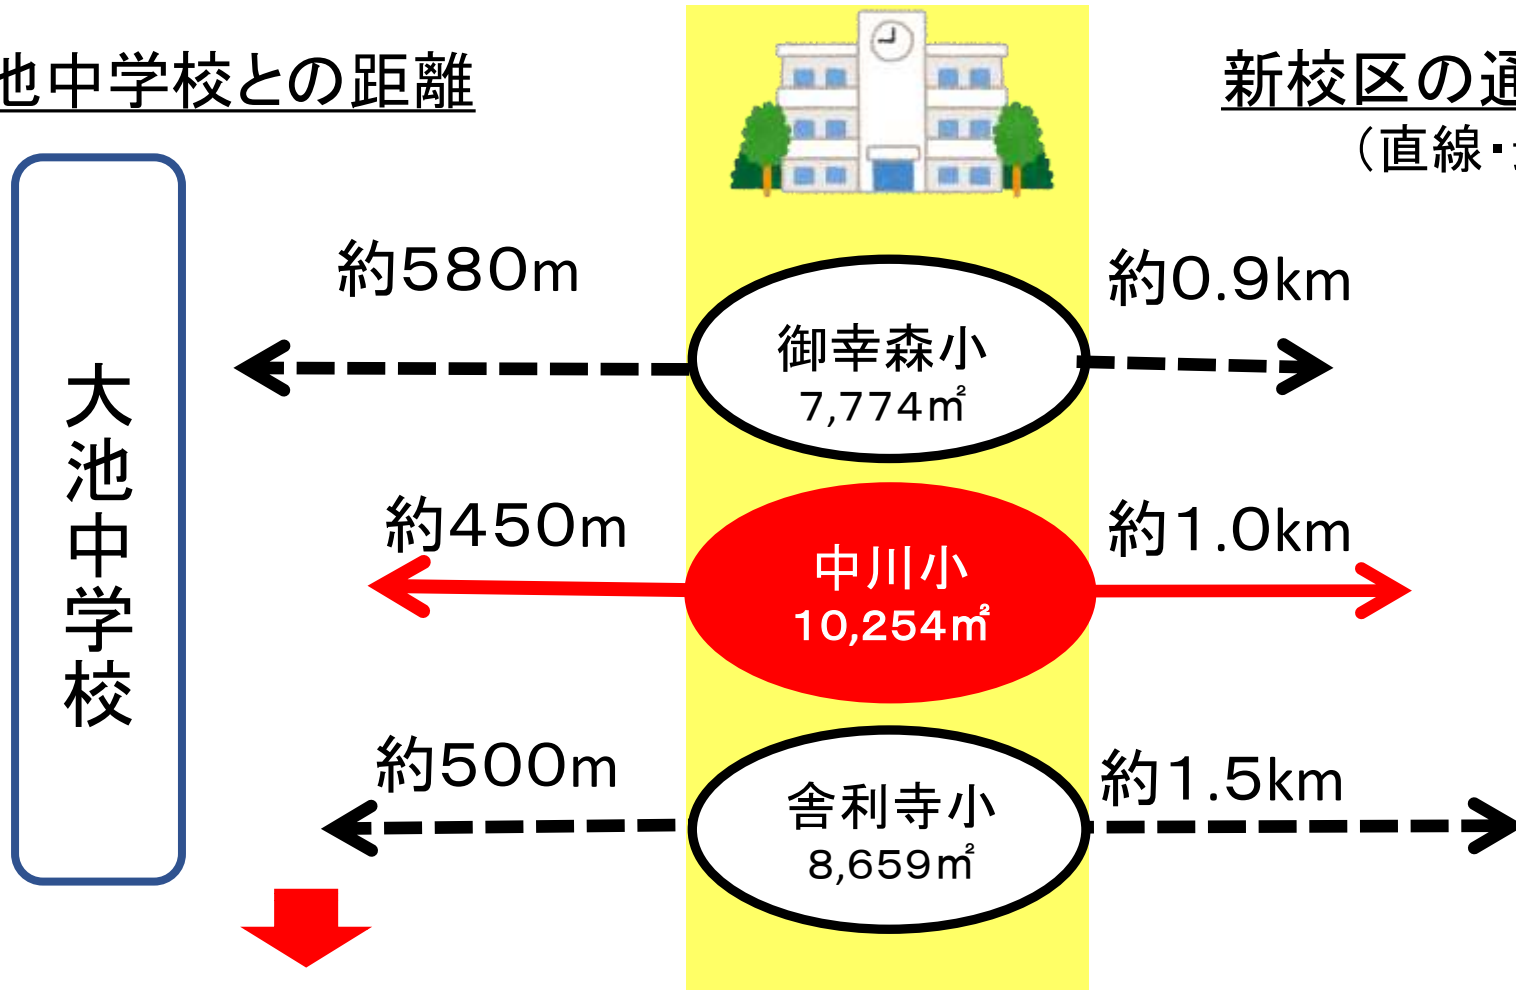 池中学校との距離
新校区の通
(直線・
大池中学校
約580m
御幸森小
7,774㎡
約0.9km
約450m
中川小
10,254㎡
約1.0km
約500m
舎利寺小
8,659㎡
約1.5km